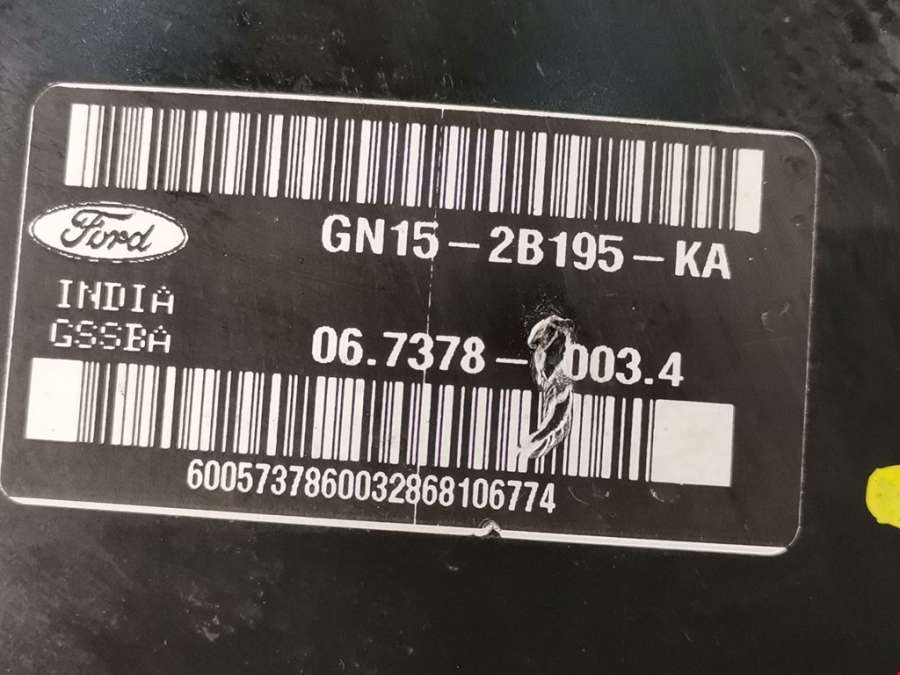 Ford
GN15-2B195-KA
INDIA
GSSBA
06.7378- 003.4
6005737860032868106774